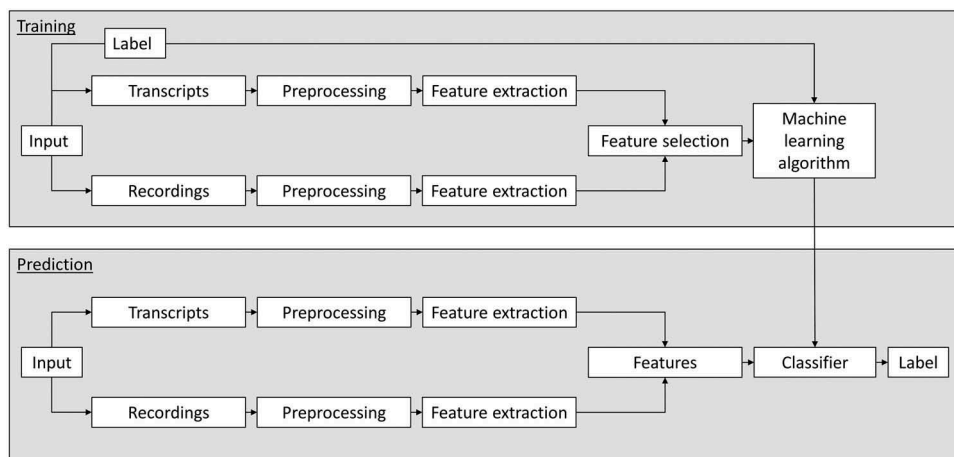 Training
Label
Transcripts
Preprocessing
Feature extraction
Input
Feature selection
Machine
learning
algorithm
Recordings
Preprocessing
Feature extraction
Prediction
Transcripts
Preprocessing
Feature extraction
Input
Features
Classifier
Label
Recordings
Preprocessing
Feature extraction